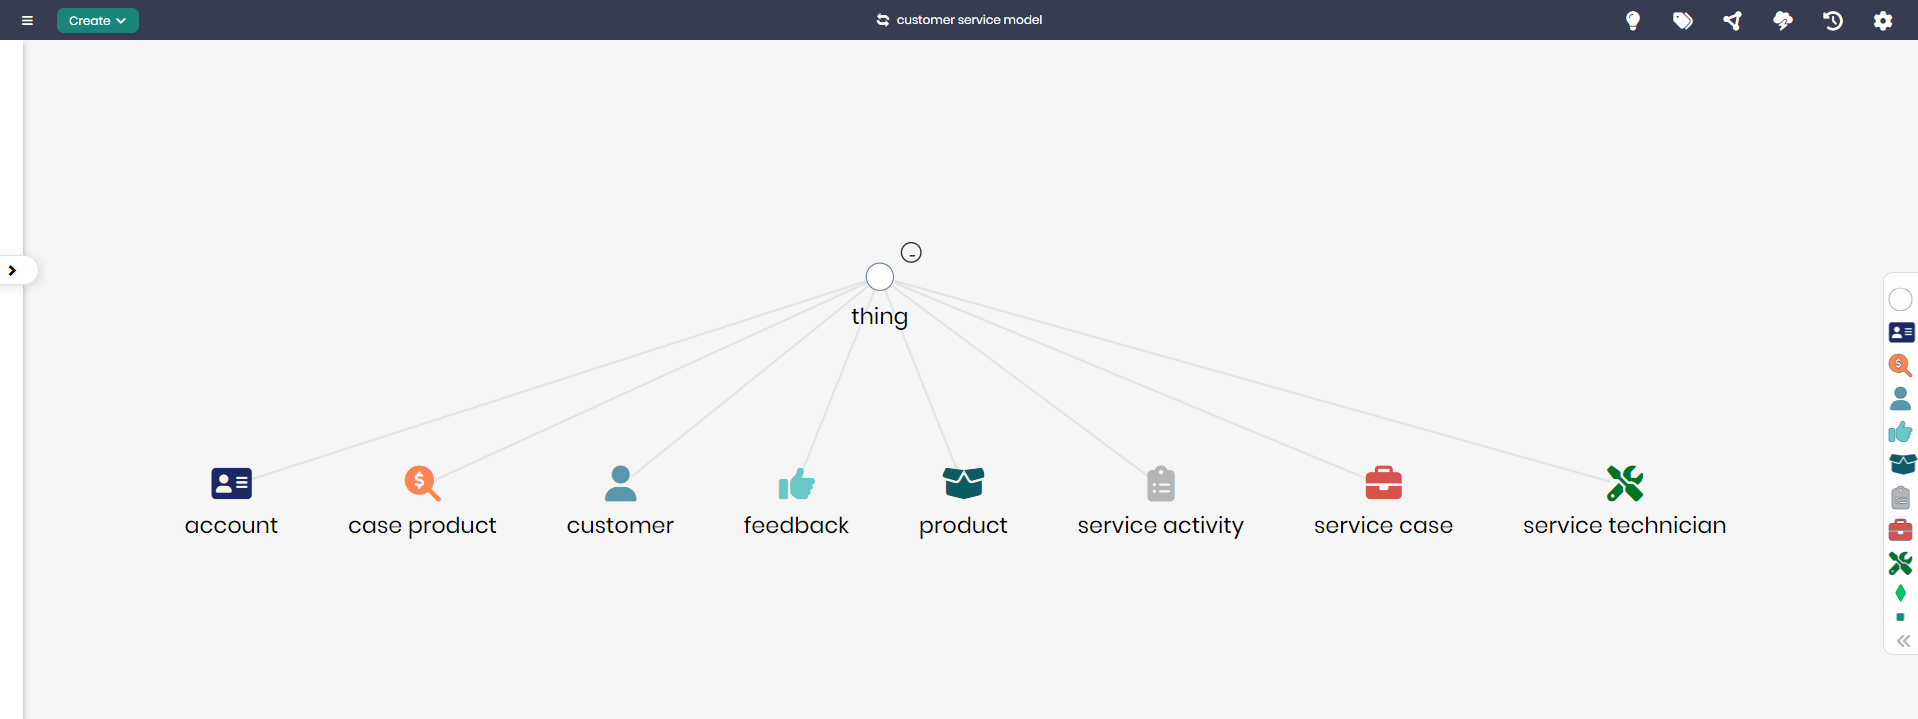 Create
customer service model
thing
account
case product
customer
feedback
product
service activity
service case
service technician